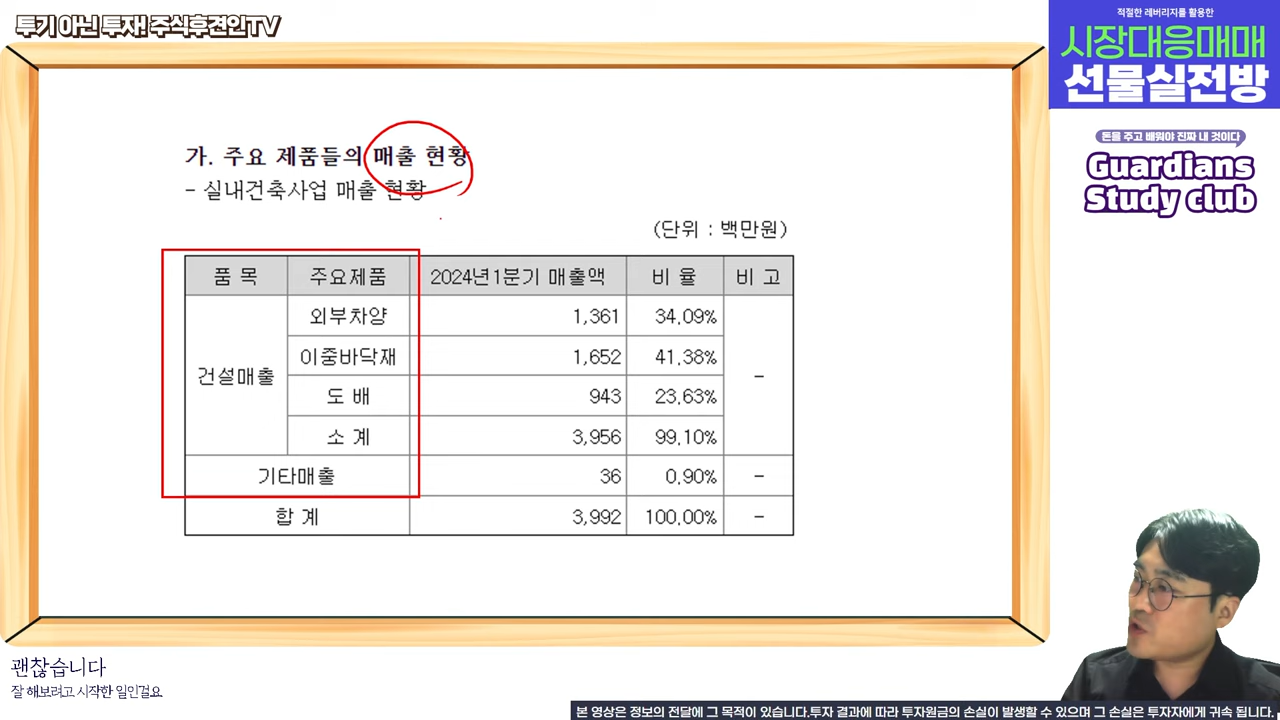 투기 아닌 투재! 주식후견인TV
적절한 레버리지를 활용한
시장대응매매
선물실전방
돈을 주고 배워야 진짜 내 것이다
Guardians
Study club
가. 주요 제품들의 매출 현황
- 실내건축사업 매출 현황
(단위 : 백만원)
품 목 주요제품 2024년1분기 매출액 비 율 비 고
건설매출 외부차양 1,361 34.09% -
이중바닥재 1,652 41.38%
도 배 943 23.63%
소 계 3,956 99.10%
기타매출 36 0.90% -
합 계 3,992 100.00% -
괜찮습니다
잘 해보려고 시작한 일인걸요
본 영상은 정보의 전달에 그 목적이 있습니다.투자 결과에 따라 투자원금의 손실이 발생할 수 있으며 그 손실은 투자자에게 귀속 됩니다.